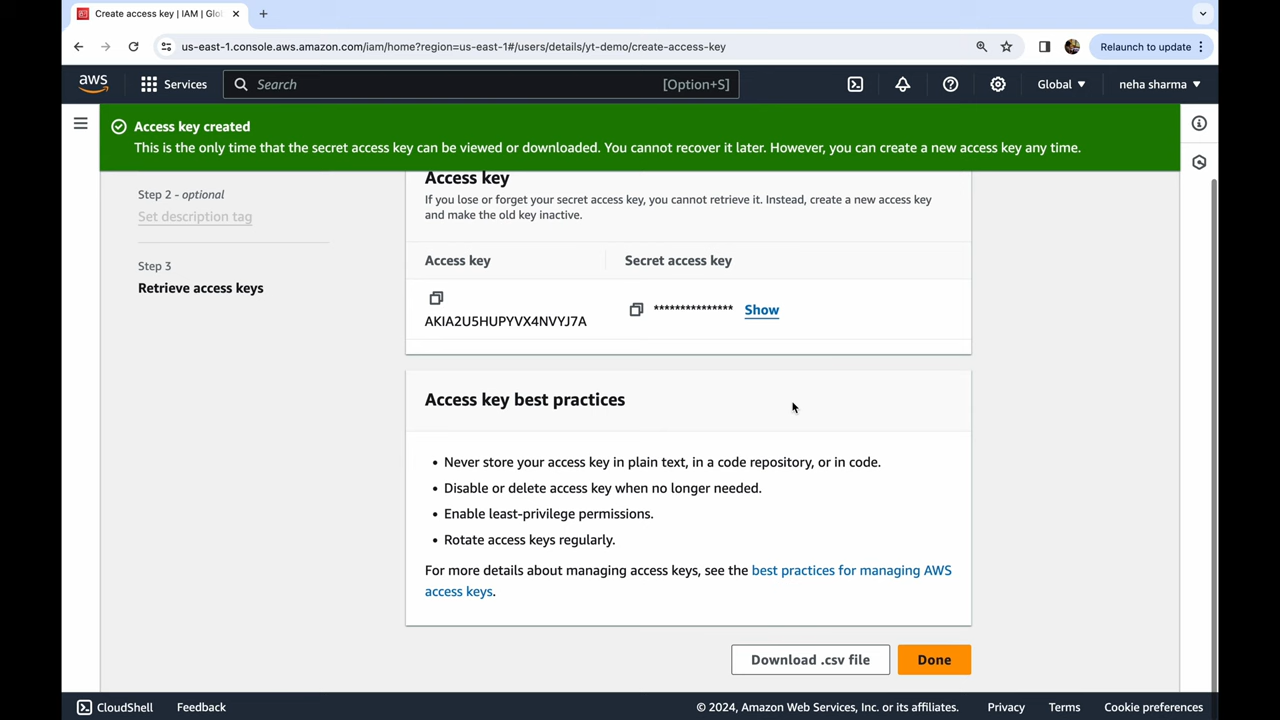 Create access key | IAM | Glo
us-east-1.console.aws.amazon.com/iam/home?region=us-east-1#/users/details/yt-demo/create-access-key
Relaunch to update
aws
Services
Search
[Option+S]
Global
neha sharma
Access key created
This is the only time that the secret access key can be viewed or downloaded. You cannot recover it later. However, you can create a new access key any time.
Step 2 - optional
Set description tag
Step 3
Retrieve access keys
Access key
If you lose or forget your secret access key, you cannot retrieve it. Instead, create a new access key
and make the old key inactive.
Access key
Secret access key
AKIA2U5HUPYVX4NVYJ7A
***************
Show
Access key best practices
• Never store your access key in plain text, in a code repository, or in code.
• Disable or delete access key when no longer needed.
• Enable least-privilege permissions.
• Rotate access keys regularly.
For more details about managing access keys, see the best practices for managing AWS
access keys.
Download .csv file
Done
CloudShell
Feedback
© 2024, Amazon Web Services, Inc. or its affiliates.
Privacy
Terms
Cookie preferences